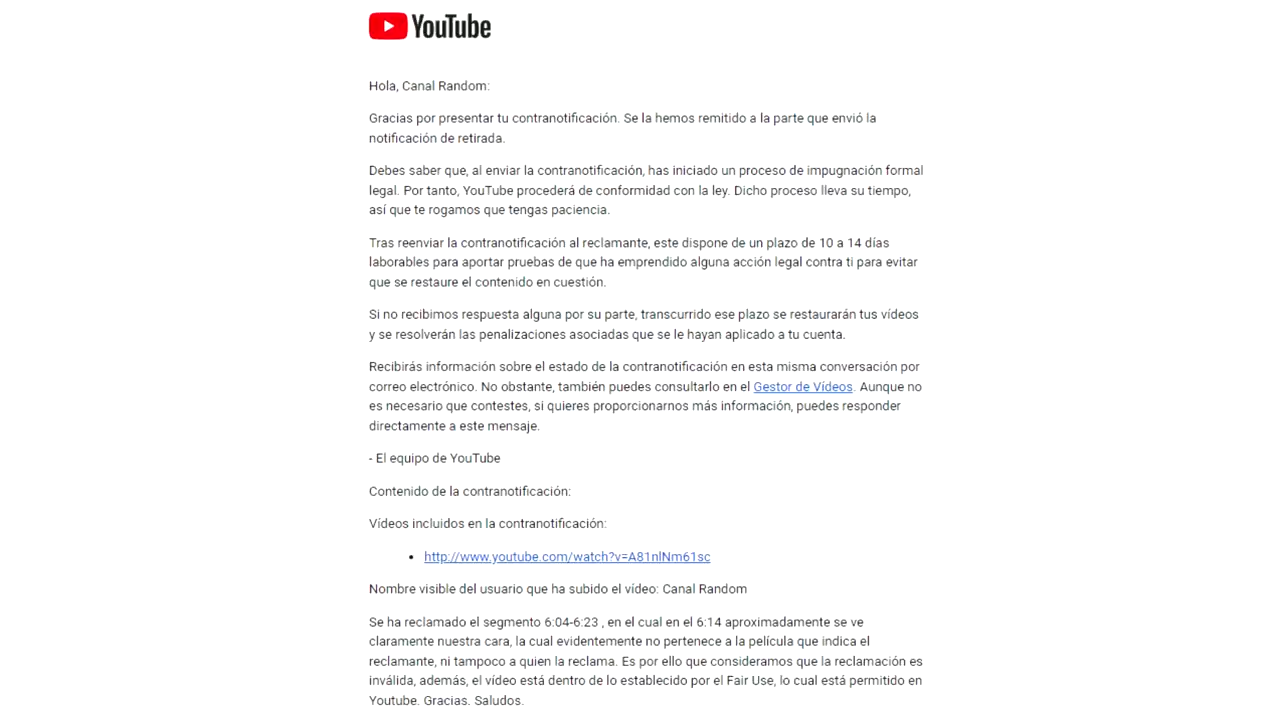 YouTube
Hola, Canal Random:
Gracias por presentar tu contranotificación. Se la hemos remitido a la parte que envió la
notificación de retirada.
Debes saber que, al enviar la contranotificación, has iniciado un proceso de impugnación formal
legal. Por tanto, YouTube procederá de conformidad con la ley. Dicho proceso lleva su tiempo,
así que te rogamos que tengas paciencia.
Tras reenviar la contranotificación al reclamante, este dispone de un plazo de 10 a 14 días
laborables para aportar pruebas de que ha emprendido alguna acción legal contra ti para evitar
que se restaure el contenido en cuestión.
Si no recibimos respuesta alguna por su parte, transcurrido ese plazo se restaurarán tus vídeos
y se resolverán las penalizaciones asociadas que se le hayan aplicado a tu cuenta.
Recibirás información sobre el estado de la contranotificación en esta misma conversación por
correo electrónico. No obstante, también puedes consultarlo en el Gestor de Vídeos. Aunque no
es necesario que contestes, si quieres proporcionarnos más información, puedes responder
directamente a este mensaje.
- El equipo de YouTube
Contenido de la contranotificación:
Vídeos incluidos en la contranotificación:
• http://www.youtube.com/watch?v=A81nlNm61sc
Nombre visible del usuario que ha subido el vídeo: Canal Random
Se ha reclamado el segmento 6:04-6:23 , en el cual en el 6:14 aproximadamente se ve
claramente nuestra cara, la cual evidentemente no pertenece a la película que indica el
reclamante, ni tampoco a quien la reclama. Es por ello que consideramos que la reclamación es
inválida, además, el vídeo está dentro de lo establecido por el Fair Use, lo cual está permitido en
Youtube. Gracias. Saludos.